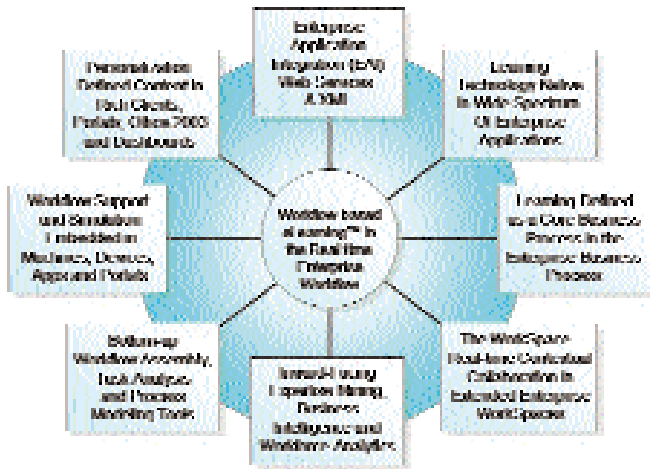 Enterprise
Application
Integration (EAI)
Web Services
& XML
Learning
Technology Native
in Wide Spectrum
Of Enterprise
Applications
Learning Defined
as a Core Business
Process in the
Enterprise Business
Process
The WorkSpace
Real-time Contextual
Collaboration in
Extended Enterprise
WorkSpaces
Expertise Mining,
Business
Intelligence and
Workforce Analytics
Bottom-up
Workflow Assembly,
Task Analysis
and Process
Modeling Tools
Workflow Support
and Simulation
Embedded in
Machines, Devices,
Apps and Portals
Personalization
Defined Content in
Rich Clients,
Portals, Office 2003
and Dashboards
Workflow based
eLearning™ in
the Real time
Enterprise
Workflow